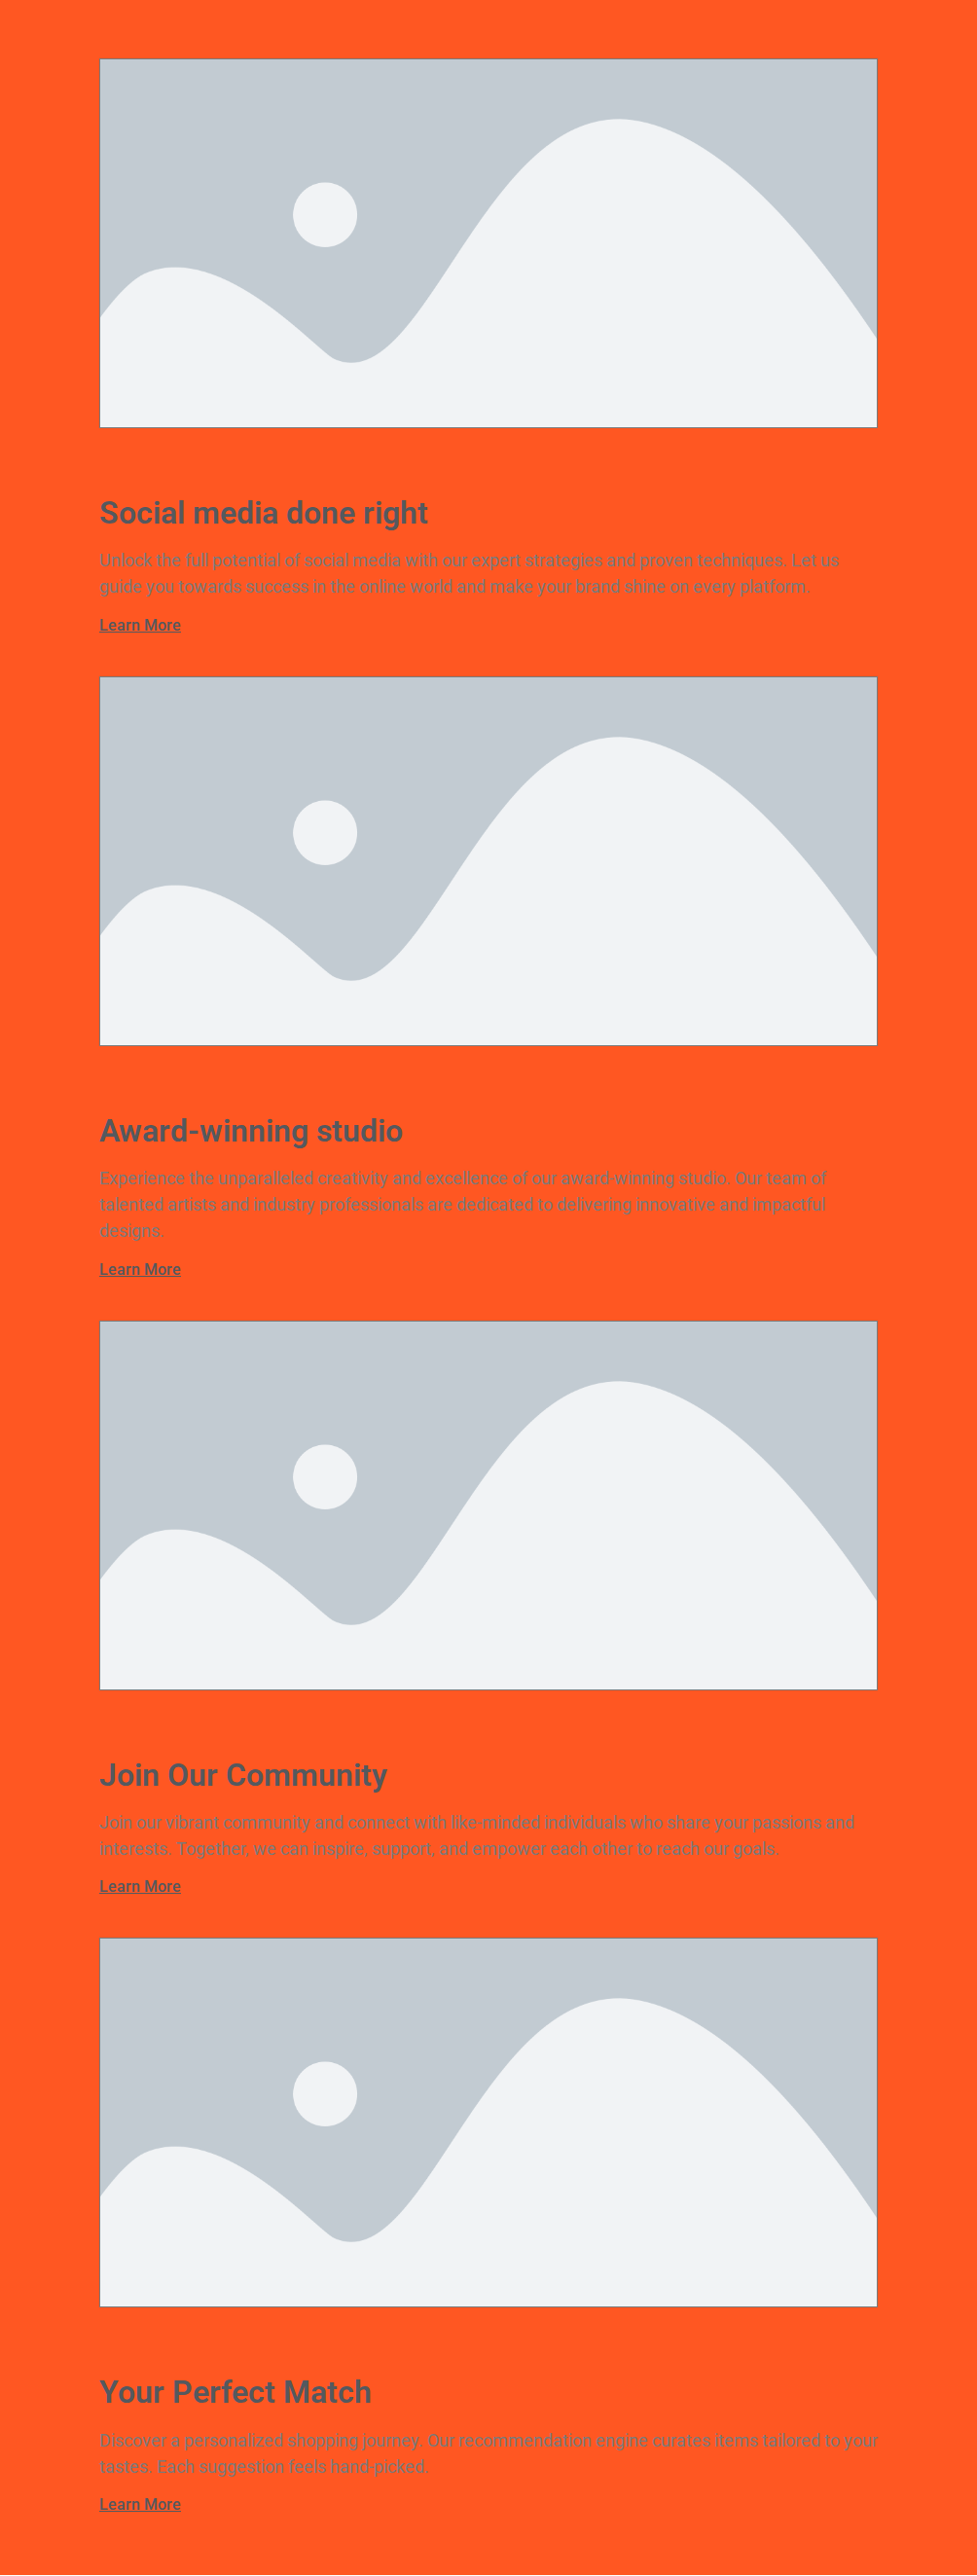 Social media done right
Unlock the full potential of social media with our expert strategies and proven techniques. Let us
guide you towards success in the online world and make your brand shine on every platform.
Learn More
Award-winning studio
Experience the unparalleled creativity and excellence of our award-winning studio. Our team of
talented artists and industry professionals are dedicated to delivering innovative and impactful
designs.
Learn More
Join Our Community
Join our vibrant community and connect with like-minded individuals who share your passions and
interests. Together, we can inspire, support, and empower each other to reach our goals.
Learn More
Your Perfect Match
Discover a personalized shopping journey. Our recommendation engine curates items tailored to your
tastes. Each suggestion feels hand-picked.
Learn More